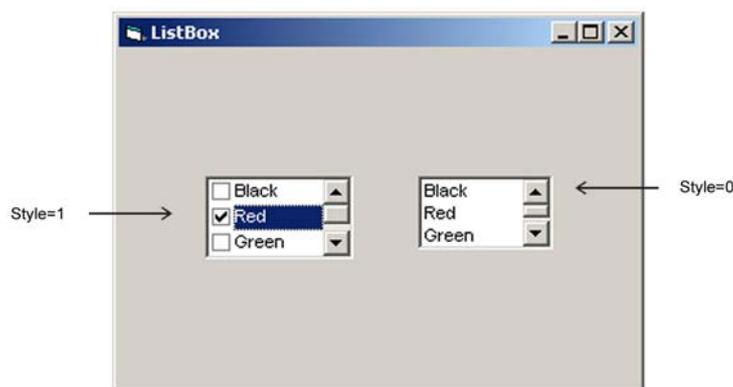 ListBox
Style=1
Black
Red
Green
Black
Red
Green
Style=0